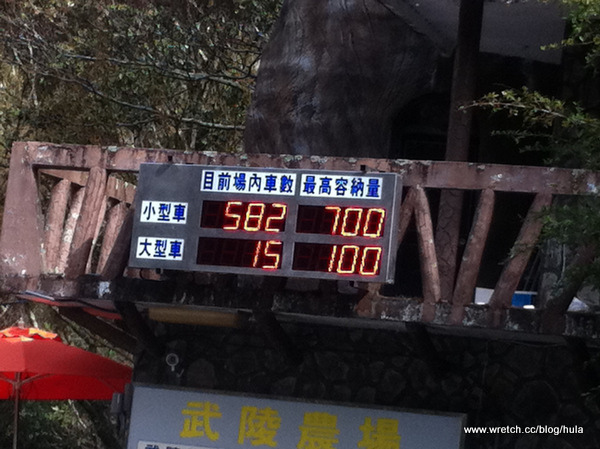 目前場內車數 最高容納量
小型車 582 700
大型車 15 100
武陵農場
www.wretch.cc/blog/hula